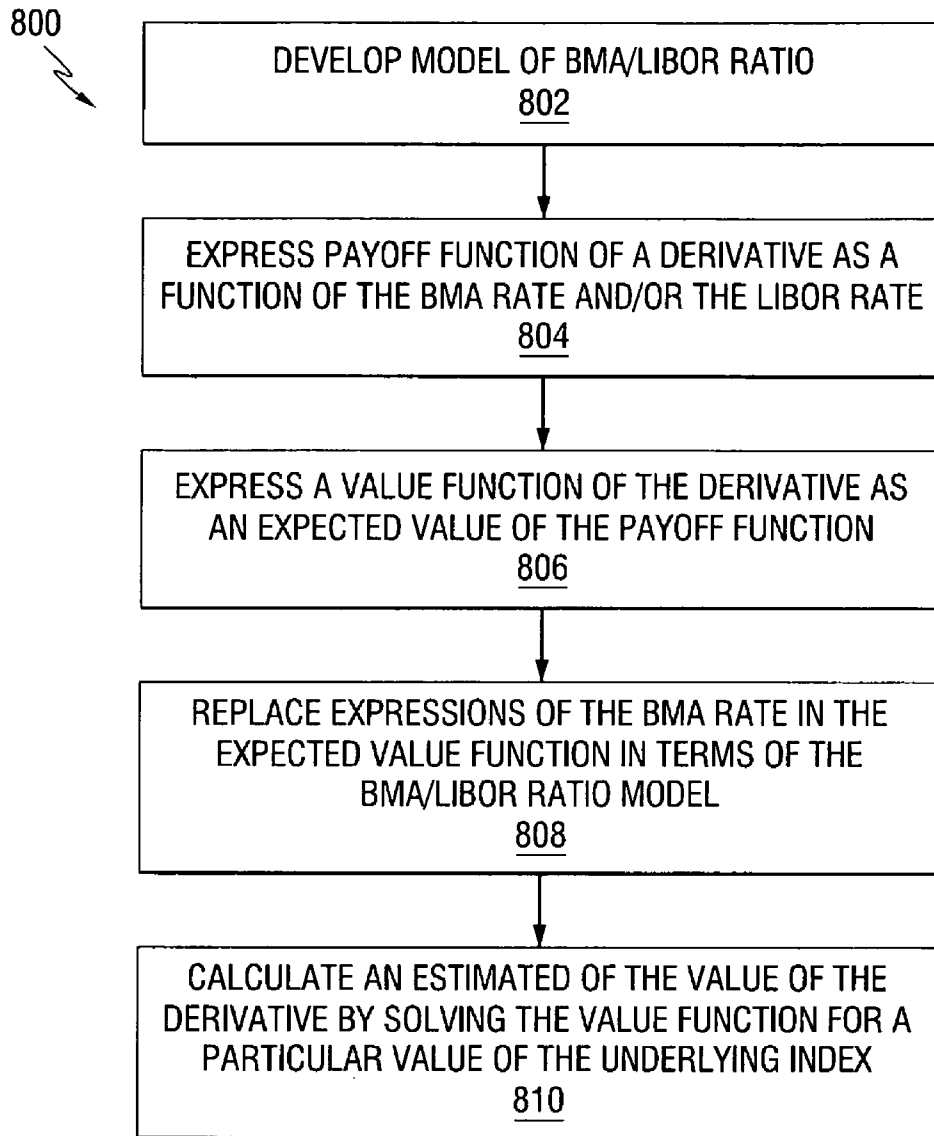 800
DEVELOP MODEL OF BMA/LIBOR RATIO
802
EXPRESS PAYOFF FUNCTION OF A DERIVATIVE AS A
FUNCTION OF THE BMA RATE AND/OR THE LIBOR RATE
804
EXPRESS A VALUE FUNCTION OF THE DERIVATIVE AS
AN EXPECTED VALUE OF THE PAYOFF FUNCTION
806
REPLACE EXPRESSIONS OF THE BMA RATE IN THE
EXPECTED VALUE FUNCTION IN TERMS OF THE
BMA/LIBOR RATIO MODEL
808
CALCULATE AN ESTIMATED OF THE VALUE OF THE
DERIVATIVE BY SOLVING THE VALUE FUNCTION FOR A
PARTICULAR VALUE OF THE UNDERLYING INDEX
810